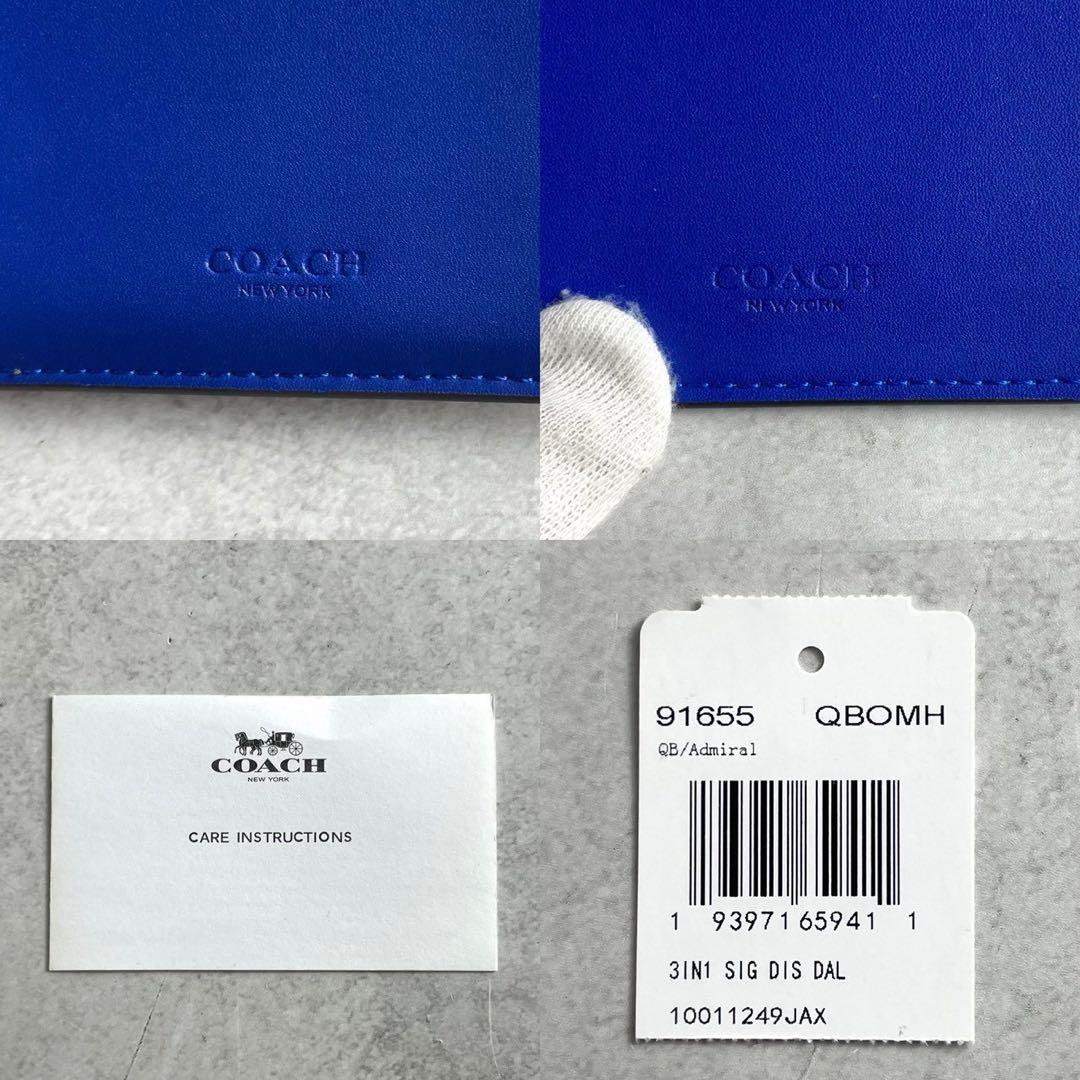 COACH
NEW YORK
COACH
NEW YORK
COACH
NEW YORK
CARE INSTRUCTIONS
91655 QBOMH
QB/Admiral
1 93971 65941 1
3IN1 SIG DIS DAL
10011249JAX